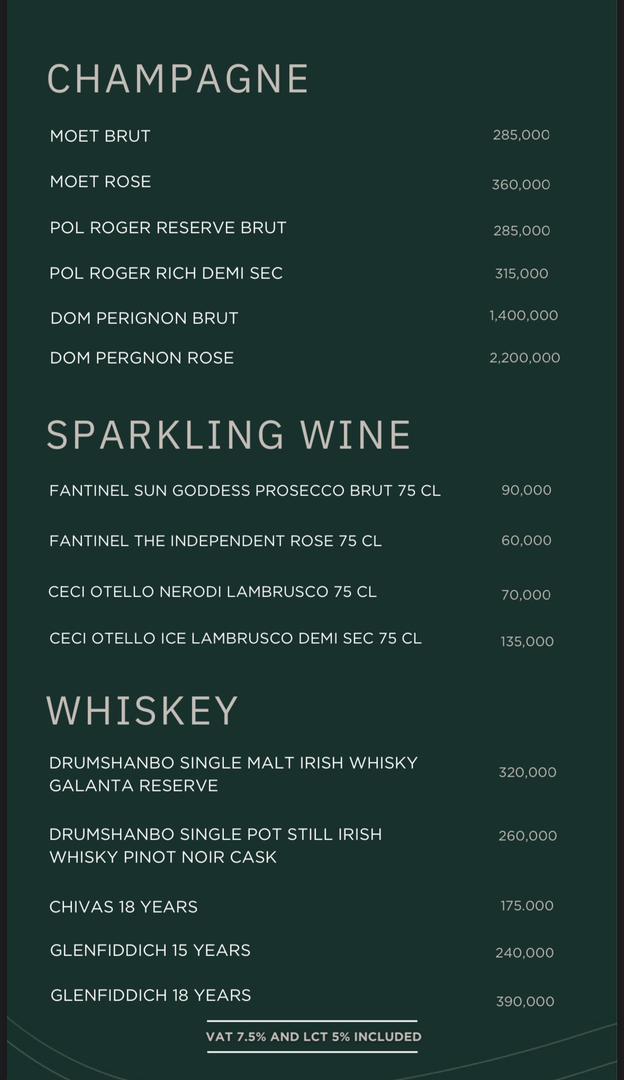 CHAMPAGNE
MOET BRUT 285,000
MOET ROSE 360,000
POL ROGER RESERVE BRUT 285,000
POL ROGER RICH DEMI SEC 315,000
DOM PERIGNON BRUT 1,400,000
DOM PERGNON ROSE 2,200,000
SPARKLING WINE
FANTINEL SUN GODDESS PROSECCO BRUT 75 CL 90,000
FANTINEL THE INDEPENDENT ROSE 75 CL 60,000
CECI OTELLO NERODI LAMBRUSCO 75 CL 70,000
CECI OTELLO ICE LAMBRUSCO DEMI SEC 75 CL 135,000
WHISKEY
DRUMSHANBO SINGLE MALT IRISH WHISKY 320,000
GALANTA RESERVE
DRUMSHANBO SINGLE POT STILL IRISH 260,000
WHISKY PINOT NOIR CASK
CHIVAS 18 YEARS 175.000
GLENFIDDICH 15 YEARS 240,000
GLENFIDDICH 18 YEARS 390,000
VAT 7.5% AND LCT 5% INCLUDED